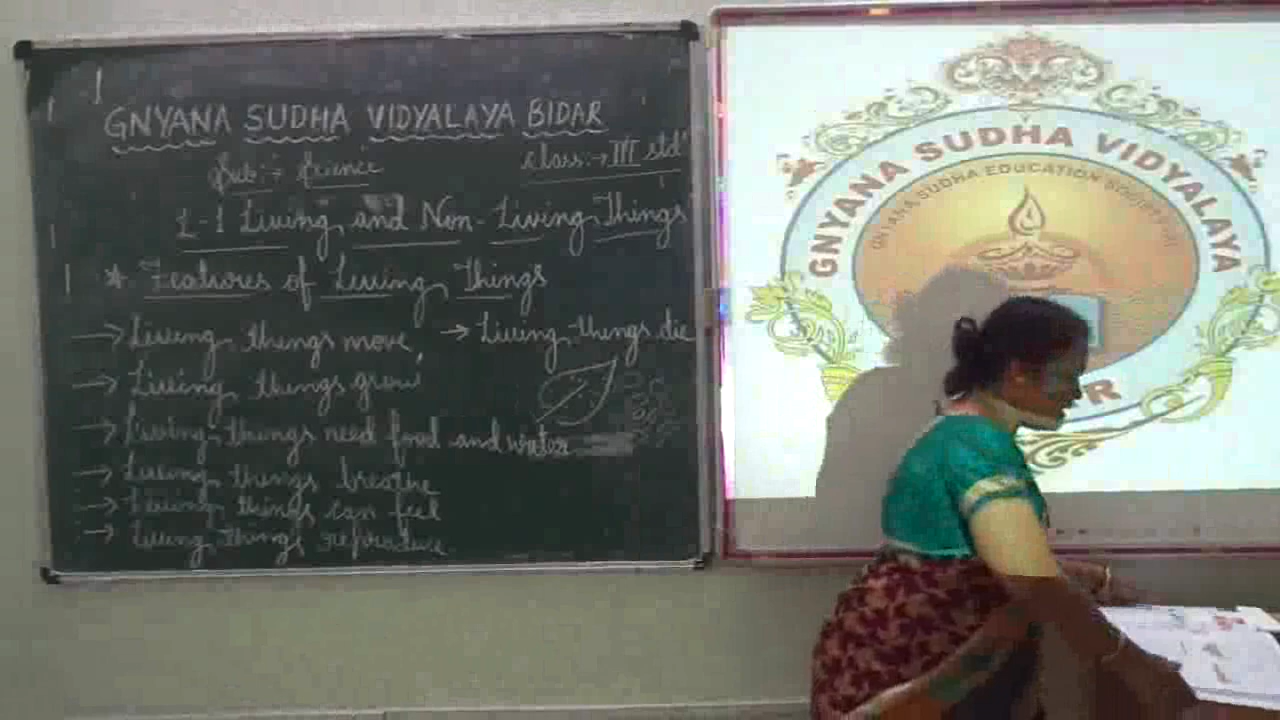 GNYANA SUDHA VIDYALAYA BIDAR
Sub:- Science
Class:- III std
L-1 Living and Non-Living Things
* Features of Living Things
→ Living things move → Living things die
→ Living things grow
→ Living things need food and water
→ Living things breathe
→ Living things can feel
→ Living things reproduce
GNYANA SUDHA VIDYALAYA
GNYANA SUDHA EDUCATION
R